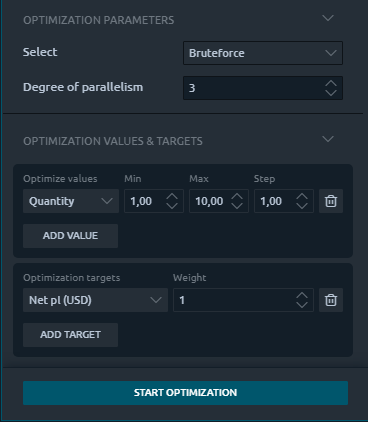 OPTIMIZATION PARAMETERS
Select Bruteforce
Degree of parallelism 3
OPTIMIZATION VALUES & TARGETS
Optimize values Min Max Step
Quantity 1,00 10,00 1,00
ADD VALUE
Optimization targets Weight
Net pl (USD) 1
ADD TARGET
START OPTIMIZATION